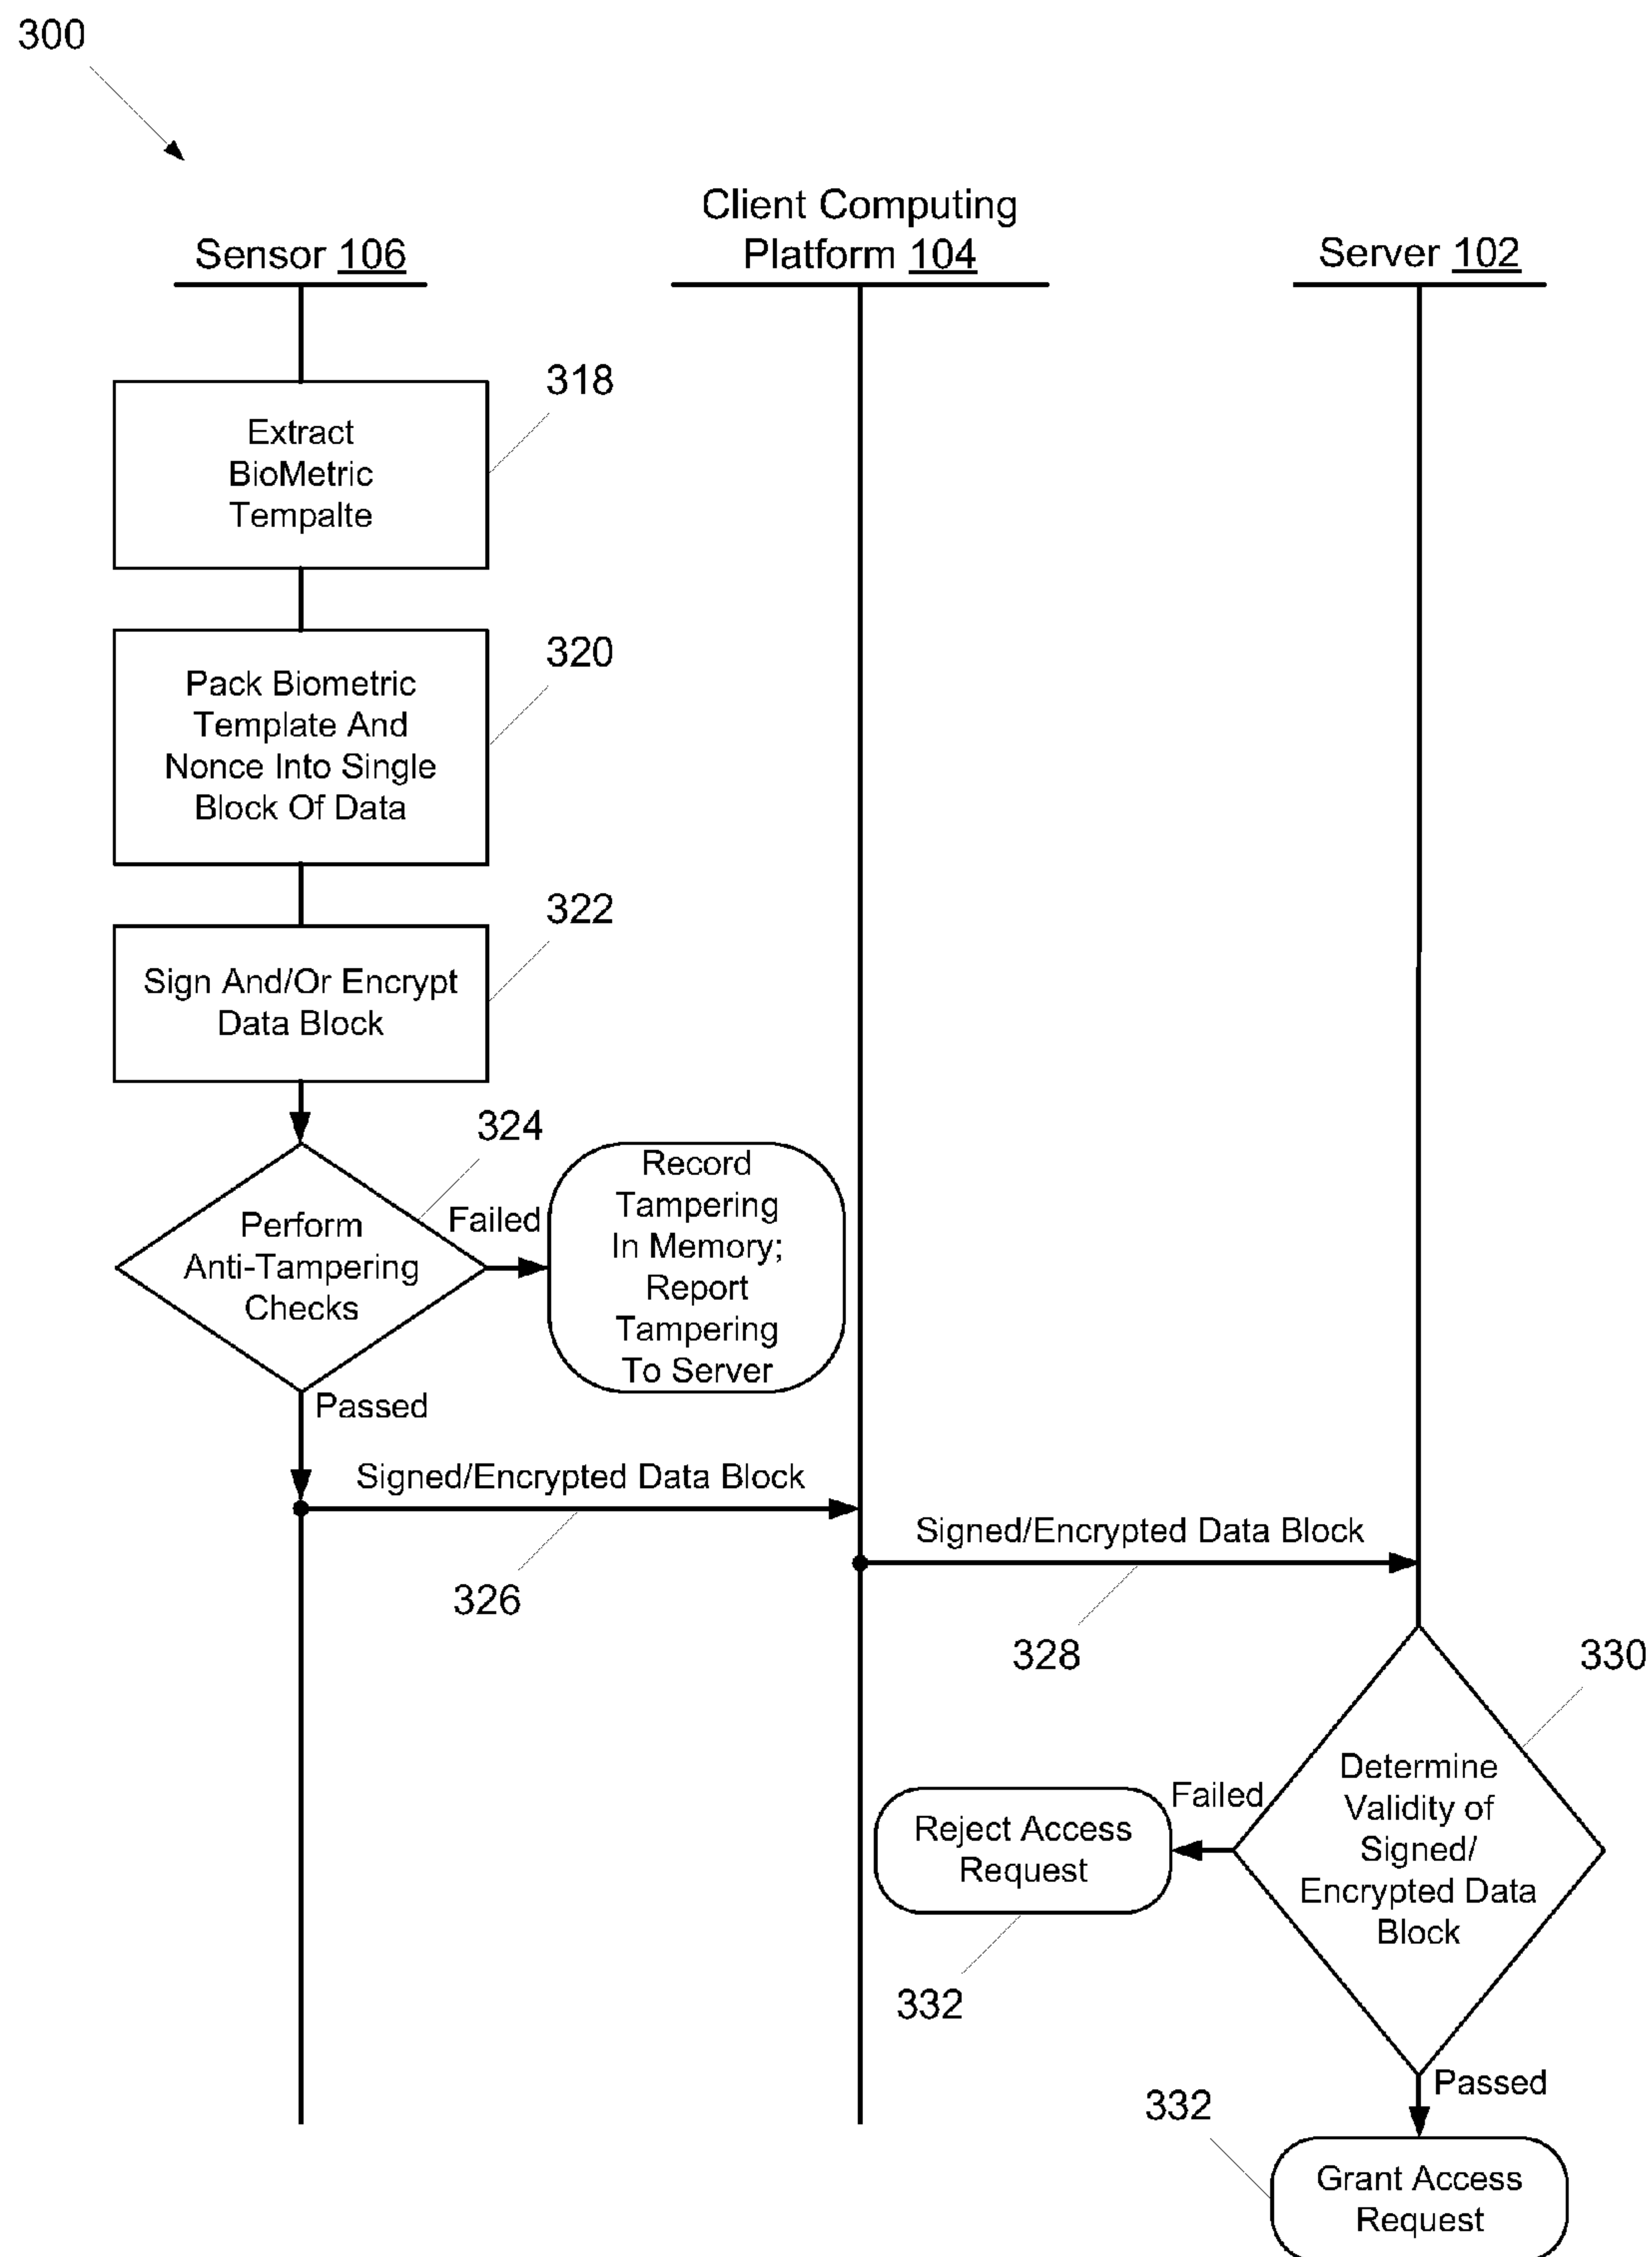 300
Client Computing
Platform 104
Sensor 106
Server 102
318
Extract
BioMetric
Tempalte
320
Pack Biometric
Template And
Nonce Into Single
Block Of Data
322
Sign And/Or Encrypt
Data Block
324
Perform
Anti-Tampering
Checks
Failed
Record
Tampering
In Memory;
Report
Tampering
To Server
Passed
Signed/Encrypted Data Block
326
Signed/Encrypted Data Block
328
330
Determine
Validity of
Signed/
Encrypted Data
Block
Failed
Reject Access
Request
332
Passed
332
Grant Access
Request